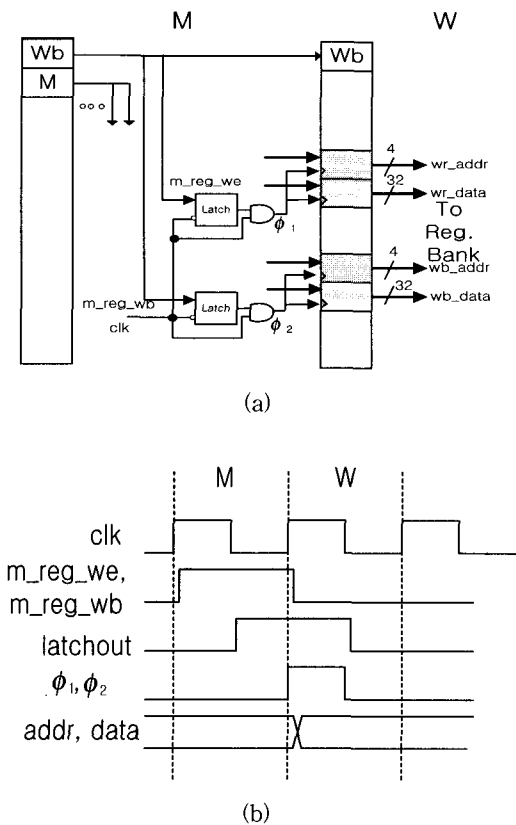 M
W
Wb
Wb
M
m_reg_we
4
wr_addr
Latch
32
wr_data
ϕ1
To
Reg.
Bank
4
wb_addr
m_reg_wb
Latch
32
wb_data
clk
ϕ2
(a)
M
W
clk
m_reg_we,
m_reg_wb
latchout
ϕ1,ϕ2
addr, data
(b)